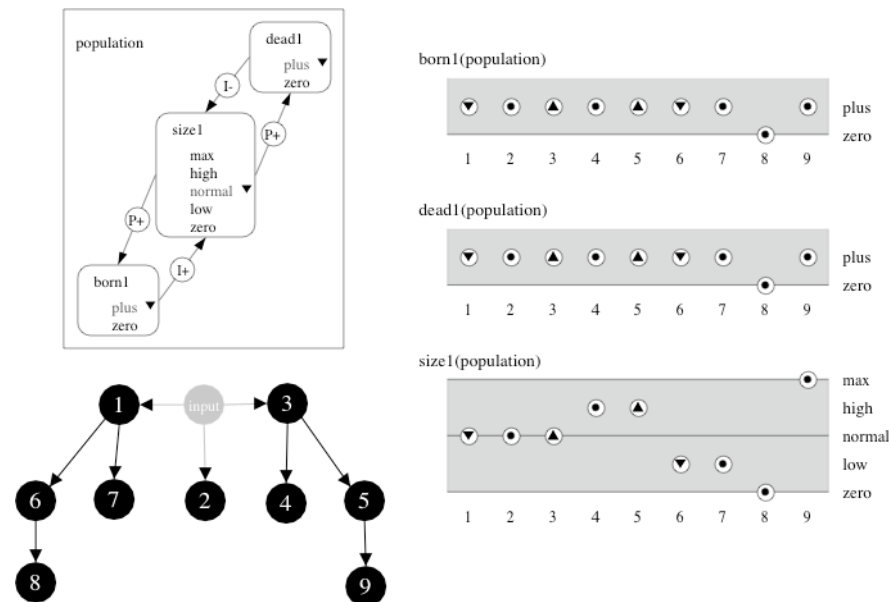 population
dead1
plus
zero
I-
size1
max
high
normal
low
zero
P+
P+
I+
born1
plus
zero
1
input
3
6
7
2
4
5
8
9
born1(population)
plus
zero
1 2 3 4 5 6 7 8 9
dead1(population)
plus
zero
1 2 3 4 5 6 7 8 9
size1(population)
max
high
normal
low
zero
1 2 3 4 5 6 7 8 9